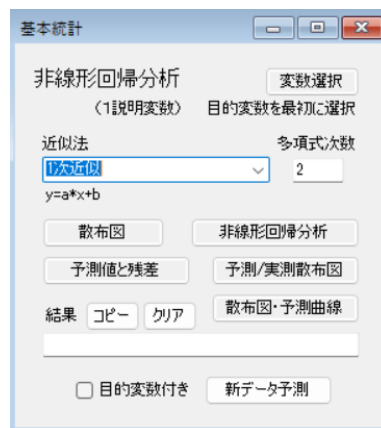 基本統計
非線形回帰分析 変数選択
(1説明変数) 目的変数を最初に選択
近似法 多項式次数
1次近似 2
y=a*x+b
散布図 非線形回帰分析
予測値と残差 予測/実測散布図
結果 コピー クリア 散布図・予測曲線
目的変数付き 新データ予測